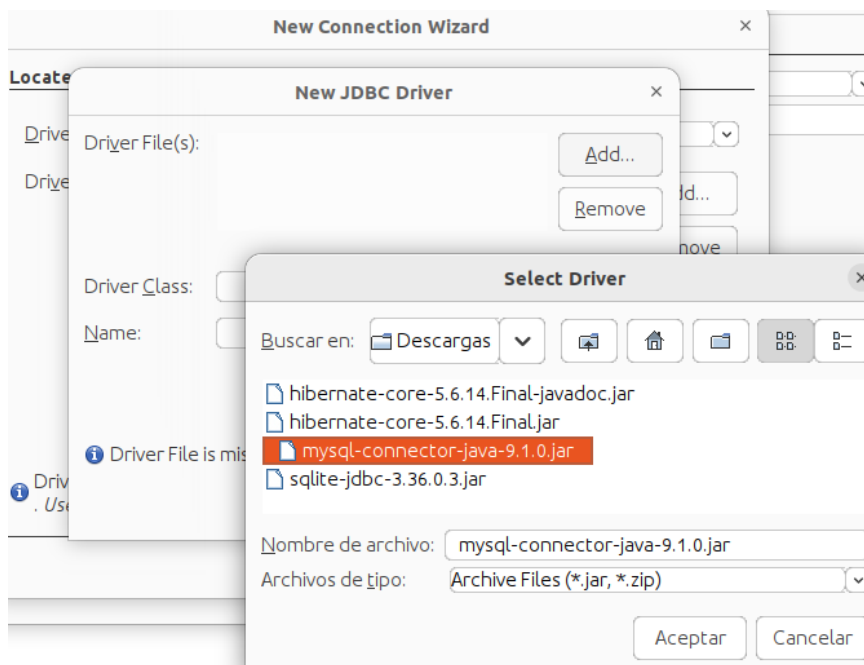 New Connection Wizard
Locate
New JDBC Driver
Drive
Driver File(s):
Add...
Drive
dd...
Remove
move
Select Driver
Driver Class:
Buscar en: Descargas
Name:
hibernate-core-5.6.14.Final-javadoc.jar
hibernate-core-5.6.14.Final.jar
Driver File is mis
mysql-connector-java-9.1.0.jar
sqlite-jdbc-3.36.0.3.jar
Driv
. Use
Nombre de archivo: mysql-connector-java-9.1.0.jar
Archivos de tipo: Archive Files (*.jar, *.zip)
Aceptar Cancelar